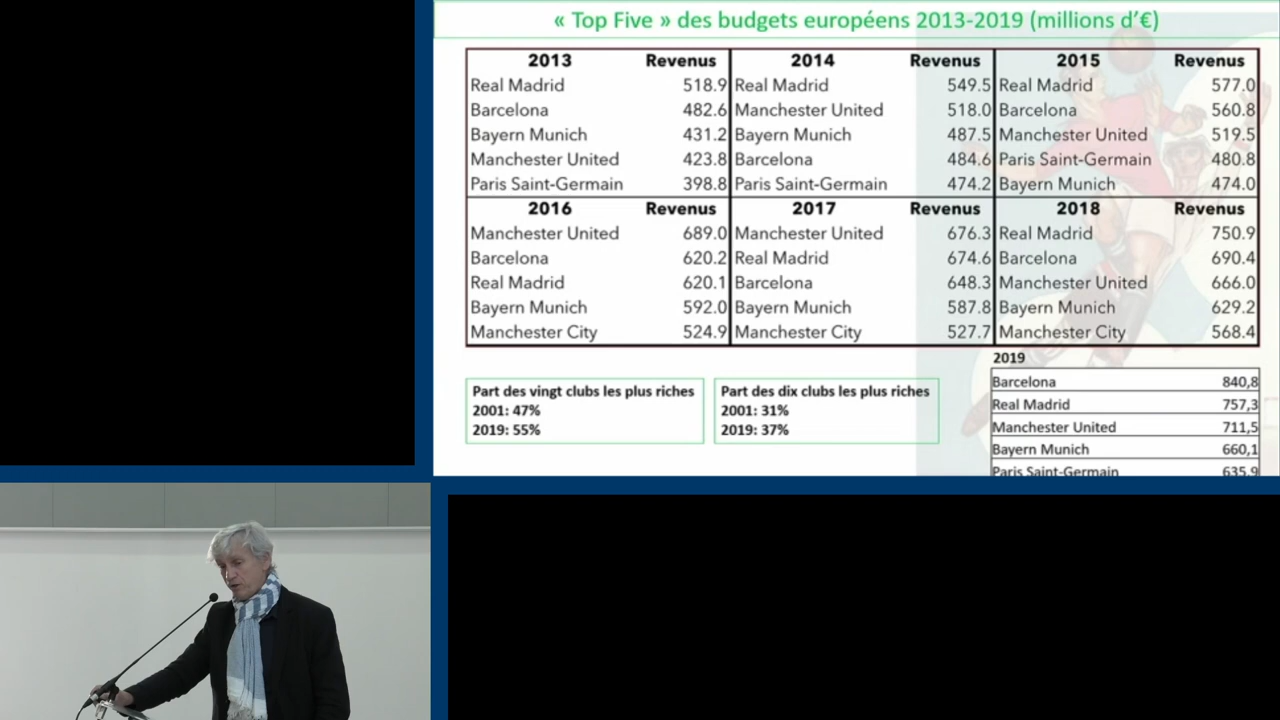 « Top Five » des budgets européens 2013-2019 (millions d'€)
2013 Revenus 2014 Revenus 2015 Revenus
Real Madrid 518.9 Real Madrid 549.5 Real Madrid 577.0
Barcelona 482.6 Manchester United 518.0 Barcelona 560.8
Bayern Munich 431.2 Bayern Munich 487.5 Manchester United 519.5
Manchester United 423.8 Barcelona 484.6 Paris Saint-Germain 480.8
Paris Saint-Germain 398.8 Paris Saint-Germain 474.2 Bayern Munich 474.0
2016 Revenus 2017 Revenus 2018 Revenus
Manchester United 689.0 Manchester United 676.3 Real Madrid 750.9
Barcelona 620.2 Real Madrid 674.6 Barcelona 690.4
Real Madrid 620.1 Barcelona 648.3 Manchester United 666.0
Bayern Munich 592.0 Bayern Munich 587.8 Bayern Munich 629.2
Manchester City 524.9 Manchester City 527.7 Manchester City 568.4
Part des vingt clubs les plus riches
2001: 47%
2019: 55%
Part des dix clubs les plus riches
2001: 31%
2019: 37%
2019
Barcelona 840,8
Real Madrid 757,3
Manchester United 711,5
Bayern Munich 660,1
Paris Saint-Germain 635,9